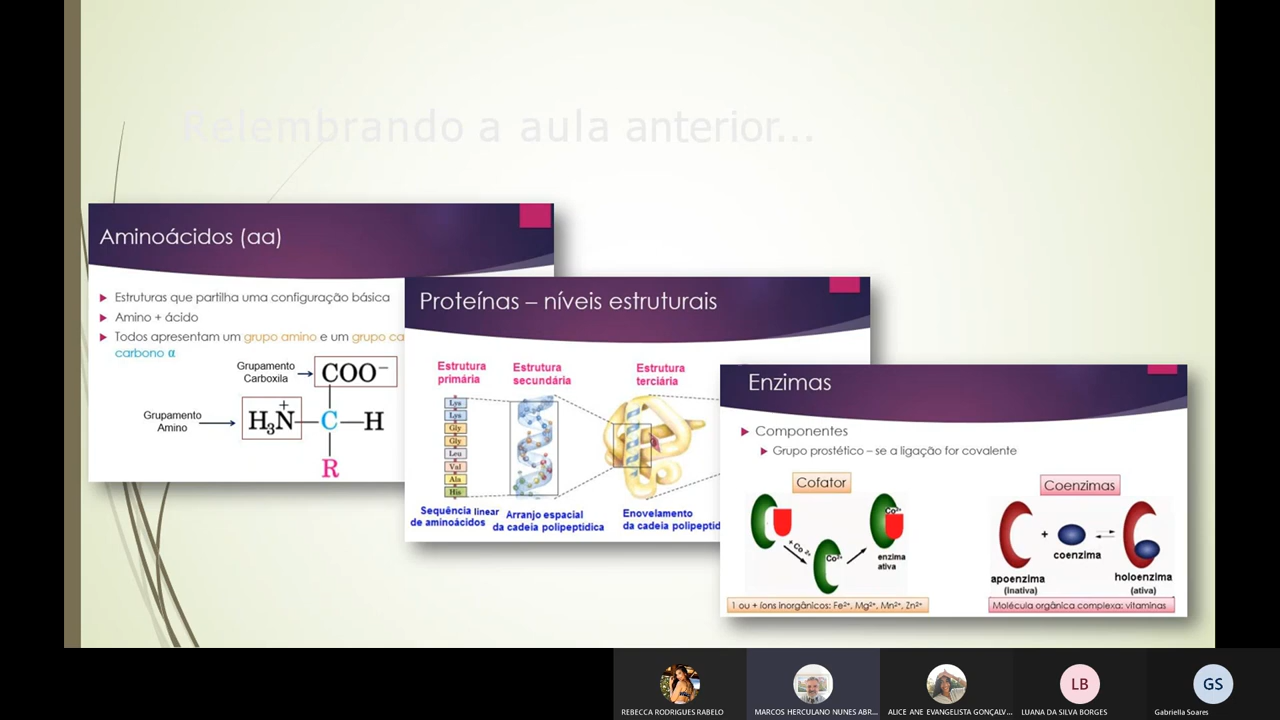 Relembrando a aula anterior...
Aminoácidos (aa)
Estruturas que partilha uma configuração básica
Amino + ácido
Todos apresentam um grupo amino e um grupo ca
carbono α
Grupamento
Carboxila
COO⁻
Grupamento
Amino
H₃N⁺—C—H
R
Proteínas – níveis estruturais
Estrutura
primária
Lys
Lys
Gly
Gly
Leu
Val
Ala
His
Sequência linear
de aminoácidos
Estrutura
secundária
Arranjo espacial
da cadeia polipeptidica
Estrutura
terciária
Enovelamento
da cadeia polipeptid
Enzimas
Componentes
Grupo prostético – se a ligação for covalente
Cofator
+ Co 2+
Co²⁺
Co²⁺
enzima
ativa
1 ou + íons inorgânicos: Fe²⁺, Mg²⁺, Mn²⁺, Zn²⁺
Coenzimas
+
coenzima
apoenzima
(inativa)
holoenzima
(ativa)
Molécula orgânica complexa: vitaminas
REBECCA RODRIGUES RABELO
MARCOS HERCULANO NUNES ABR...
ALICE ANE EVANGELISTA GONÇALV...
LB
LUANA DA SILVA BORGES
GS
Gabriella Soares